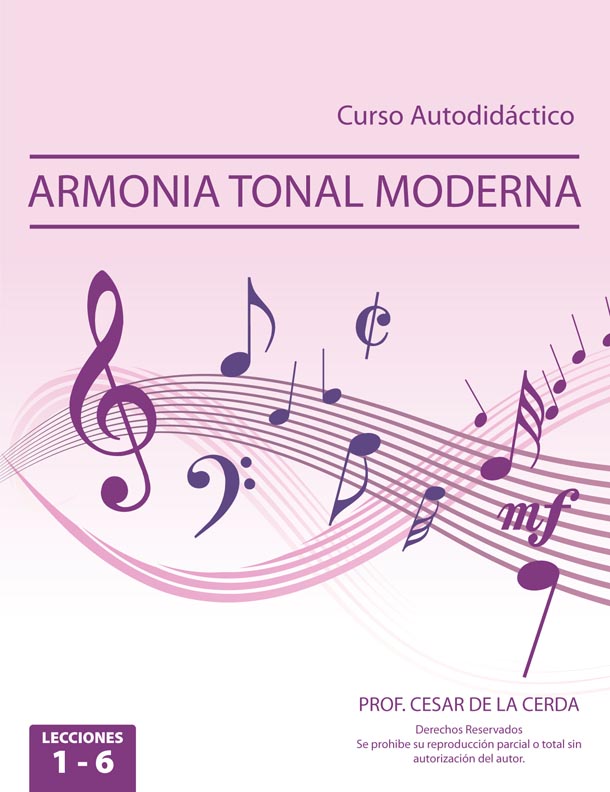 Curso Autodidáctico
ARMONIA TONAL MODERNA
mf
PROF. CESAR DE LA CERDA
Derechos Reservados
Se prohibe su reproducción parcial o total sin
autorización del autor.
LECCIONES
1 - 6